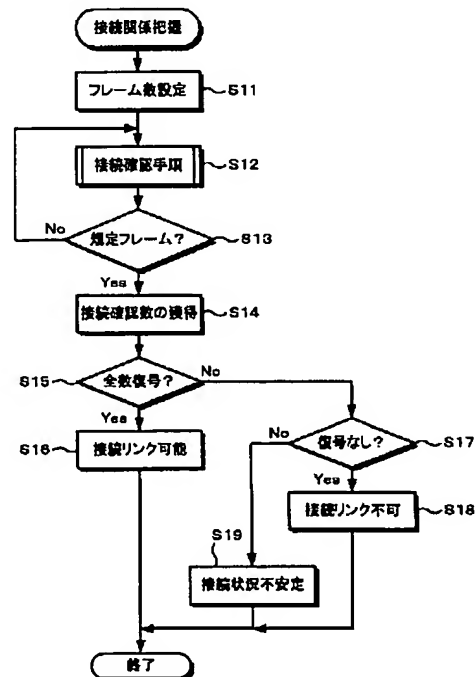 接続関係把握
フレーム数設定
S11
接続確認手順
S12
No
規定フレーム?
S13
Yes
接続確認数の獲得
S14
S15
全数復号?
No
Yes
S16
接続リンク可能
No
復号なし?
S17
Yes
接続リンク不可
S18
S19
接続状況不安定
終了